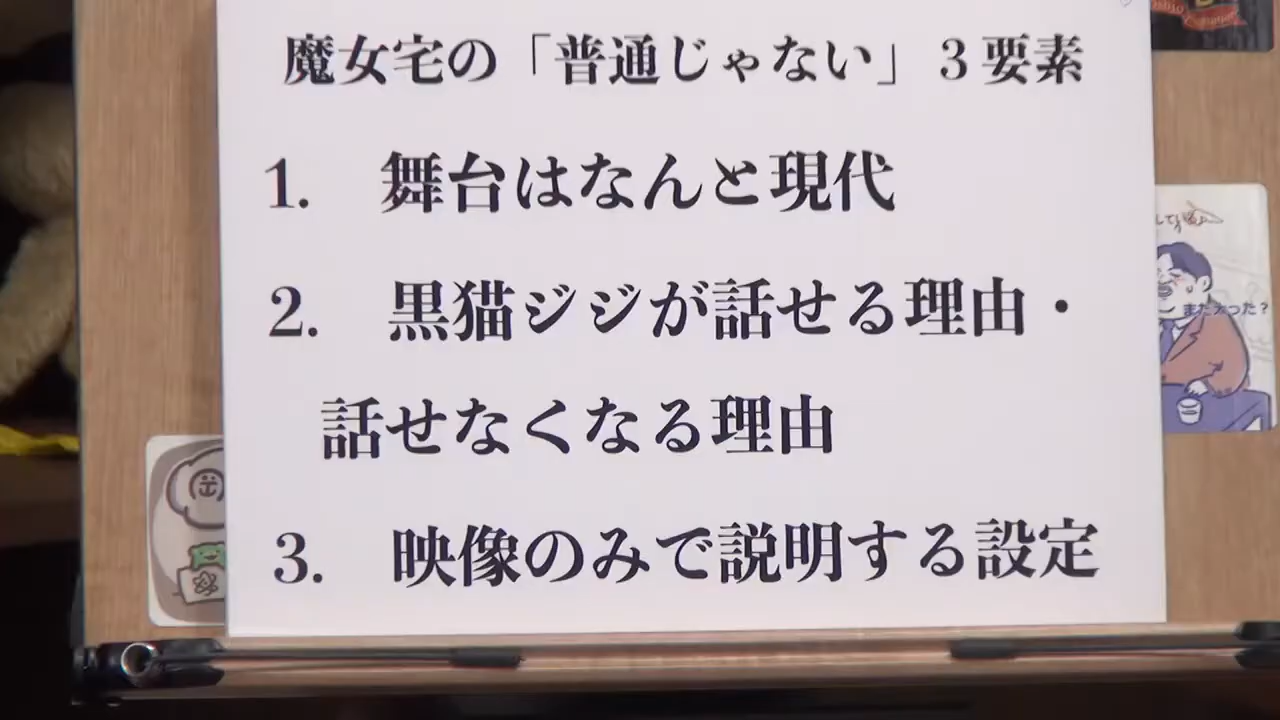 魔女宅の「普通じゃない」３要素
1.　舞台はなんと現代
2.　黒猫ジジが話せる理由・
話せなくなる理由
3.　映像のみで説明する設定